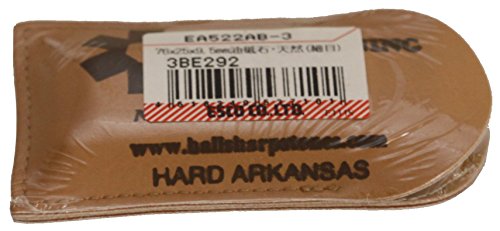 EA522AB-3
76x25x9.5mm油砥石・天然(細目)
3BE292
ESCO CO.,LTD.
www.hallsharpstones.com
HARD ARKANSAS